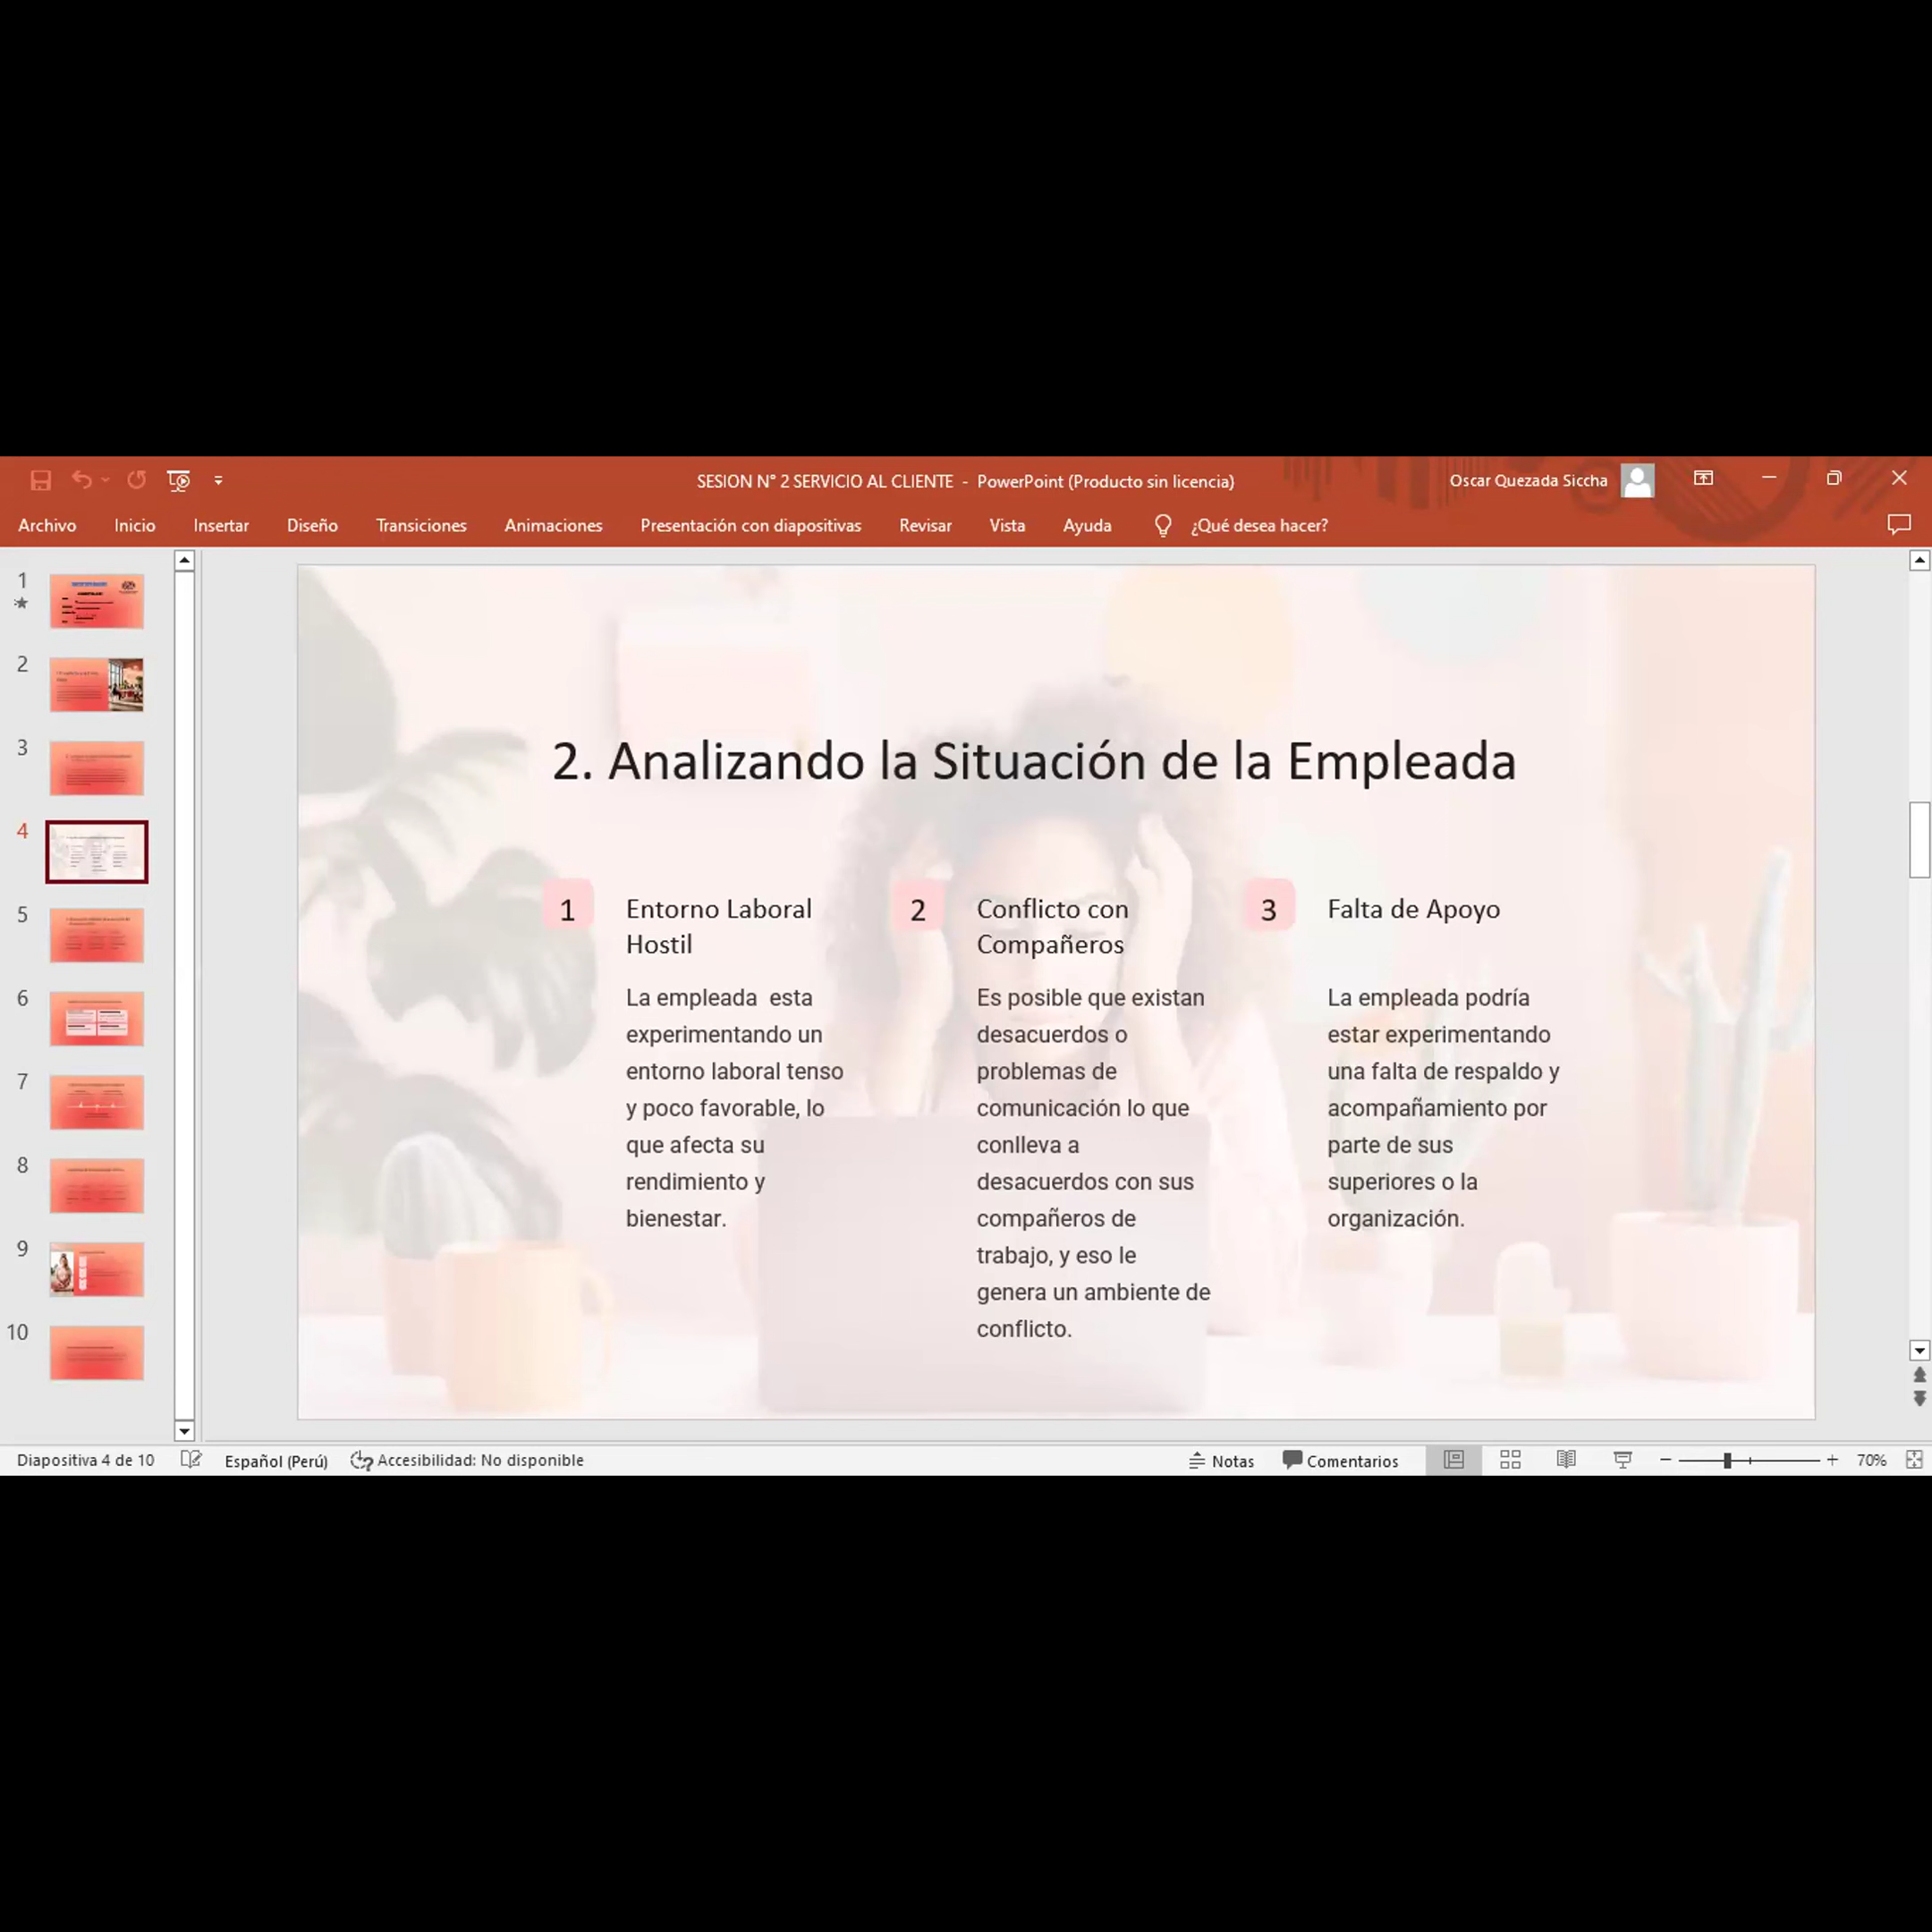 SESION N° 2 SERVICIO AL CLIENTE - PowerPoint (Producto sin licencia)
Oscar Quezada Siccha
Archivo Inicio Insertar Diseño Transiciones Animaciones Presentación con diapositivas Revisar Vista Ayuda ¿Qué desea hacer?
1
2
3
4
5
6
7
8
9
10
2. Analizando la Situación de la Empleada
1
Entorno Laboral
Hostil
La empleada  esta
experimentando un
entorno laboral tenso
y poco favorable, lo
que afecta su
rendimiento y
bienestar.
2
Conflicto con
Compañeros
Es posible que existan
desacuerdos o
problemas de
comunicación lo que
conlleva a
desacuerdos con sus
compañeros de
trabajo, y eso le
genera un ambiente de
conflicto.
3
Falta de Apoyo
La empleada podría
estar experimentando
una falta de respaldo y
acompañamiento por
parte de sus
superiores o la
organización.
Diapositiva 4 de 10 Español (Perú) Accesibilidad: No disponible Notas Comentarios 70%